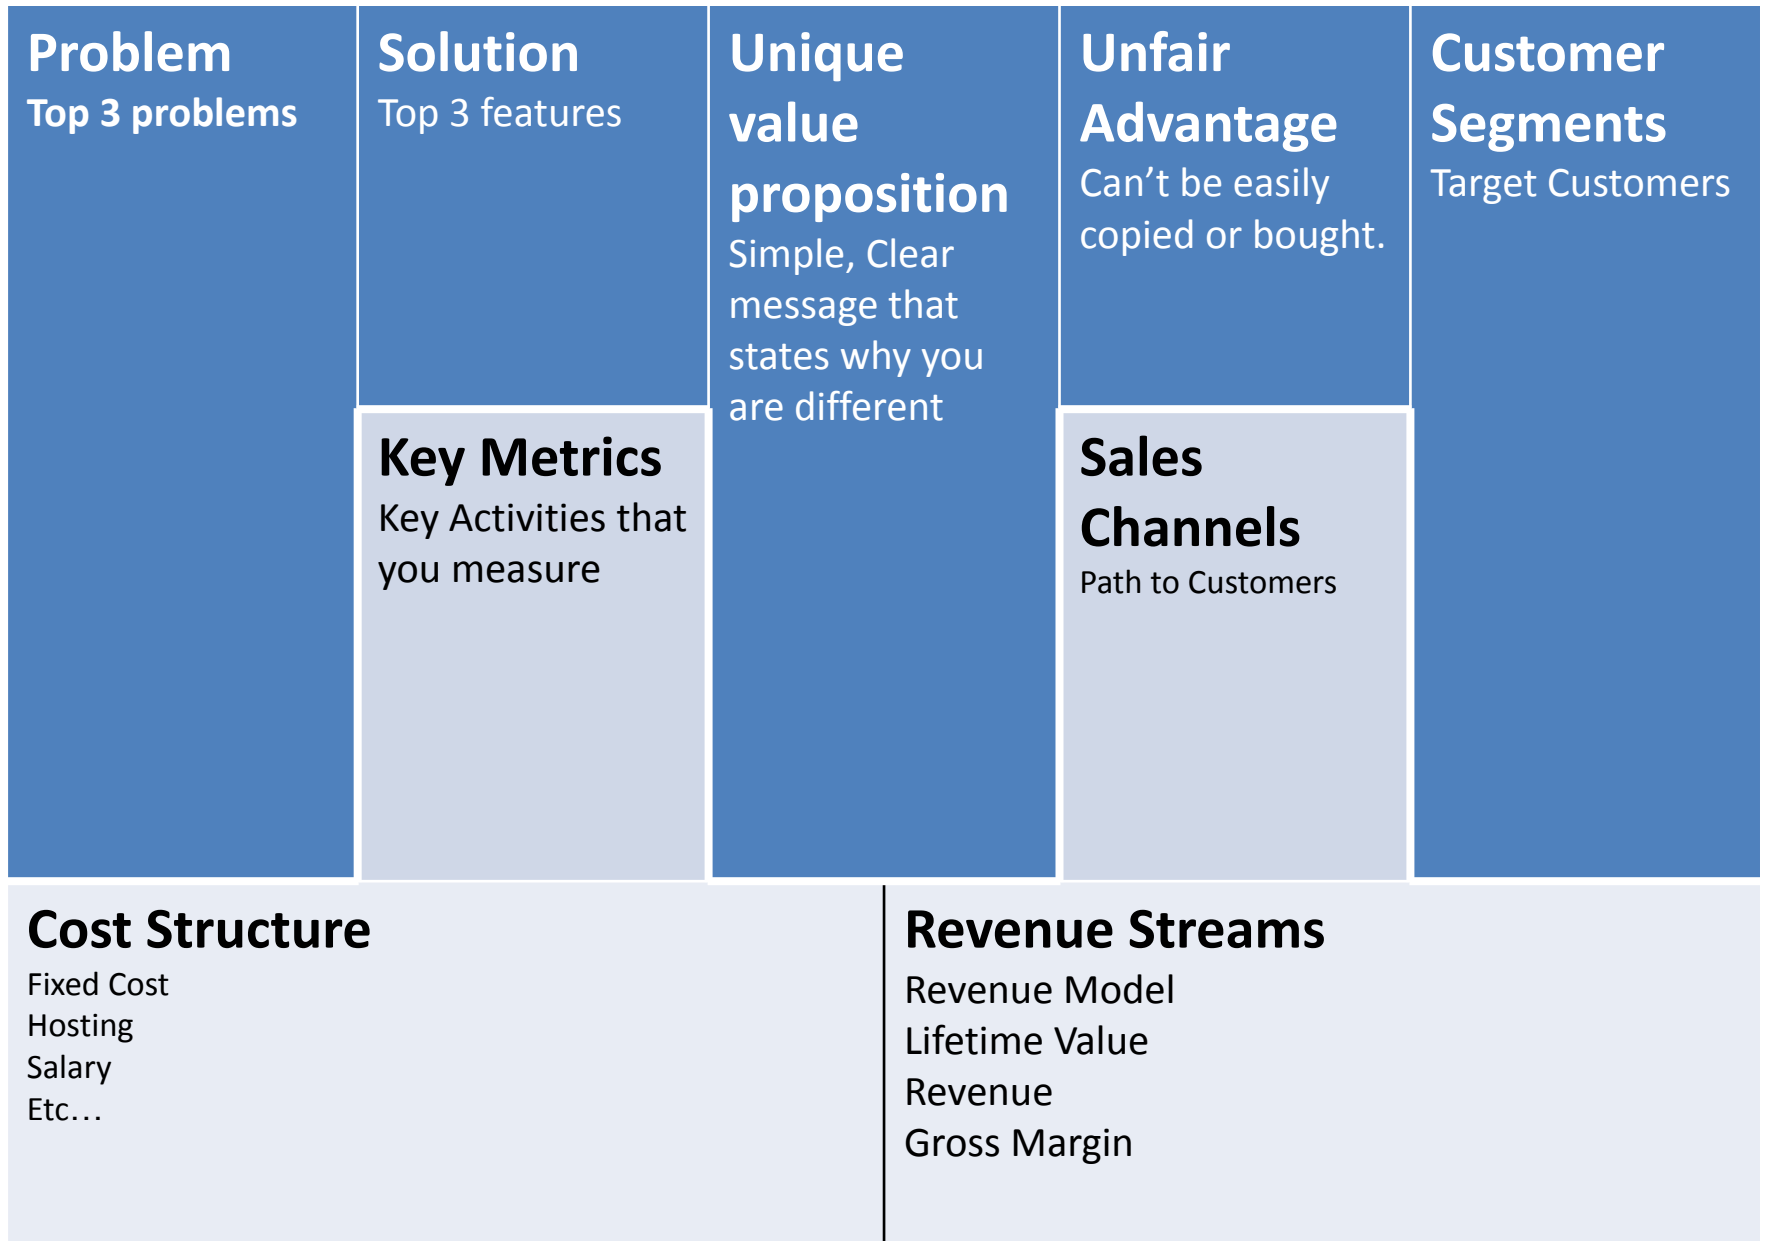 Problem
Top 3 problems
Solution
Top 3 features
Key Metrics
Key Activities that
you measure
Unique
value
proposition
Simple, Clear
message that
states why you
are different
Unfair
Advantage
Can’t be easily
copied or bought.
Sales
Channels
Path to Customers
Customer
Segments
Target Customers
Cost Structure
Fixed Cost
Hosting
Salary
Etc…
Revenue Streams
Revenue Model
Lifetime Value
Revenue
Gross Margin